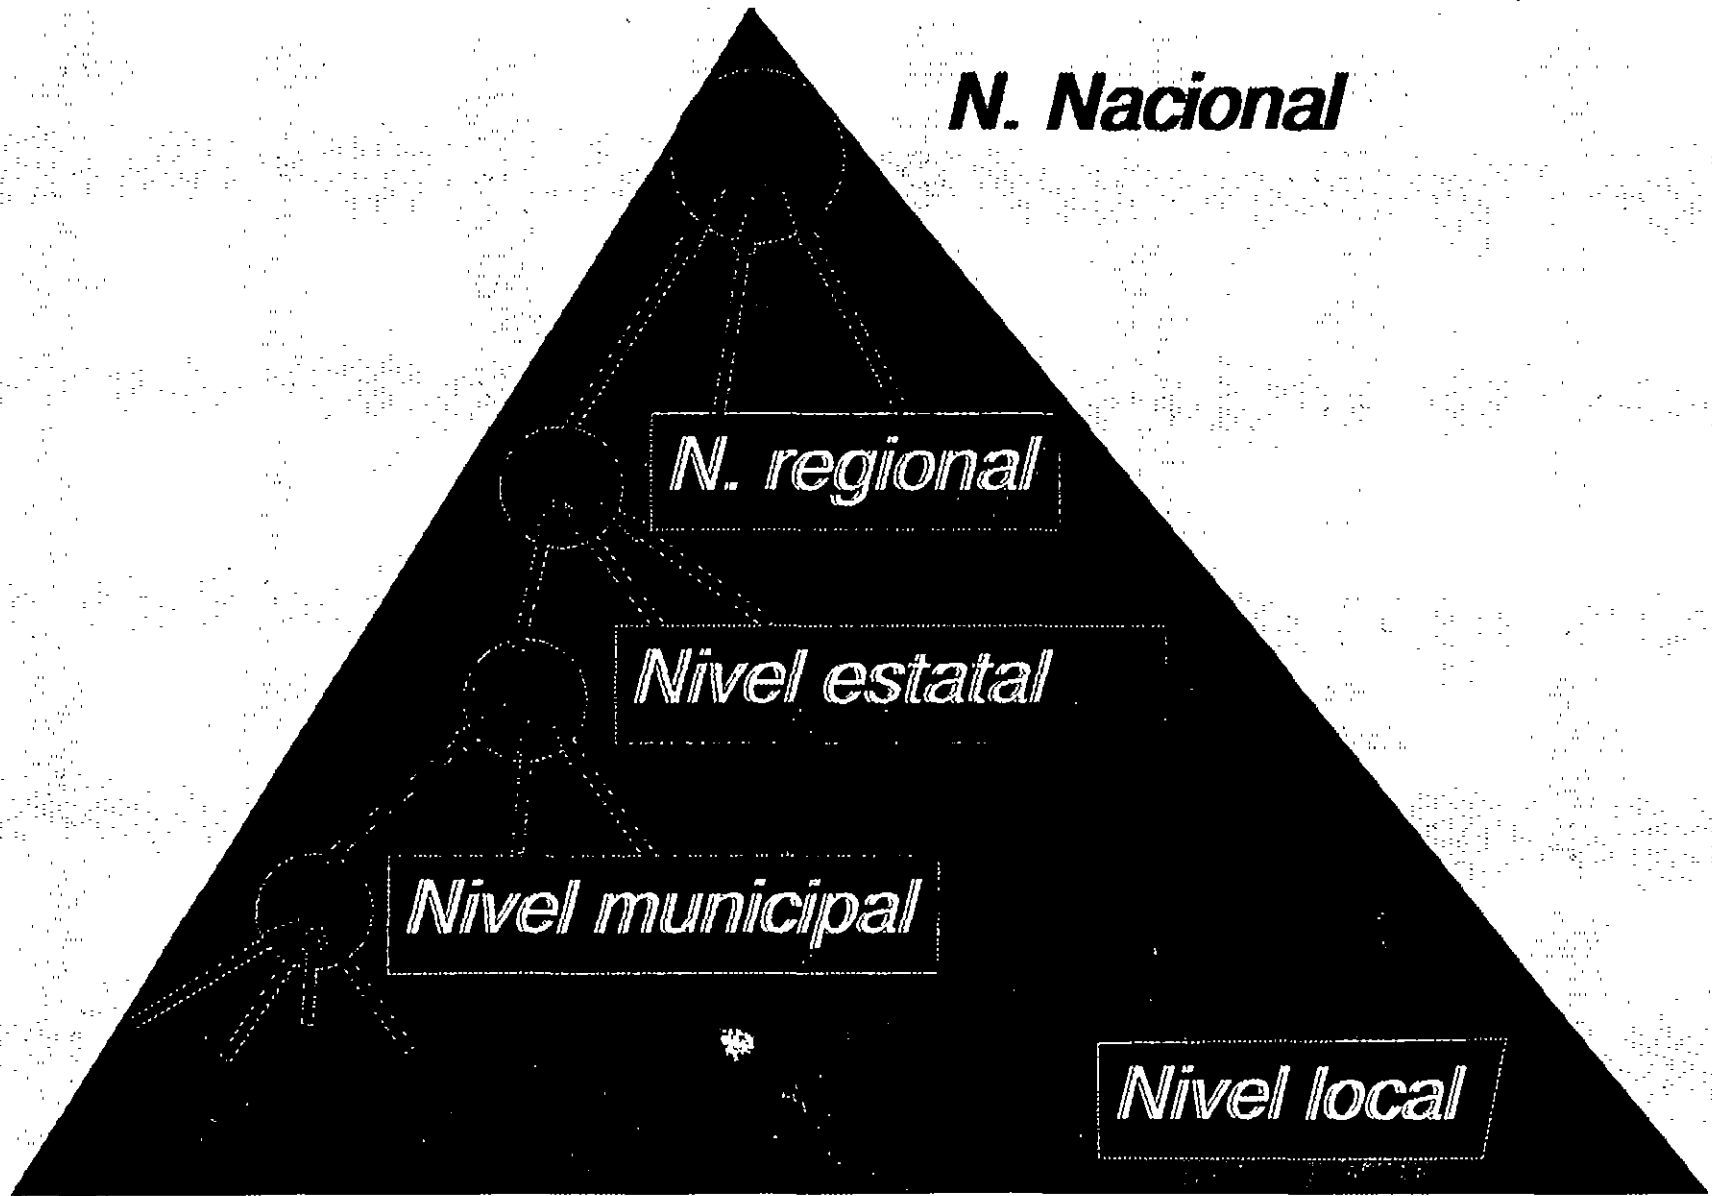 N. Nacional
N. regional
Nivel estatal
Nivel municipal
Nivel local